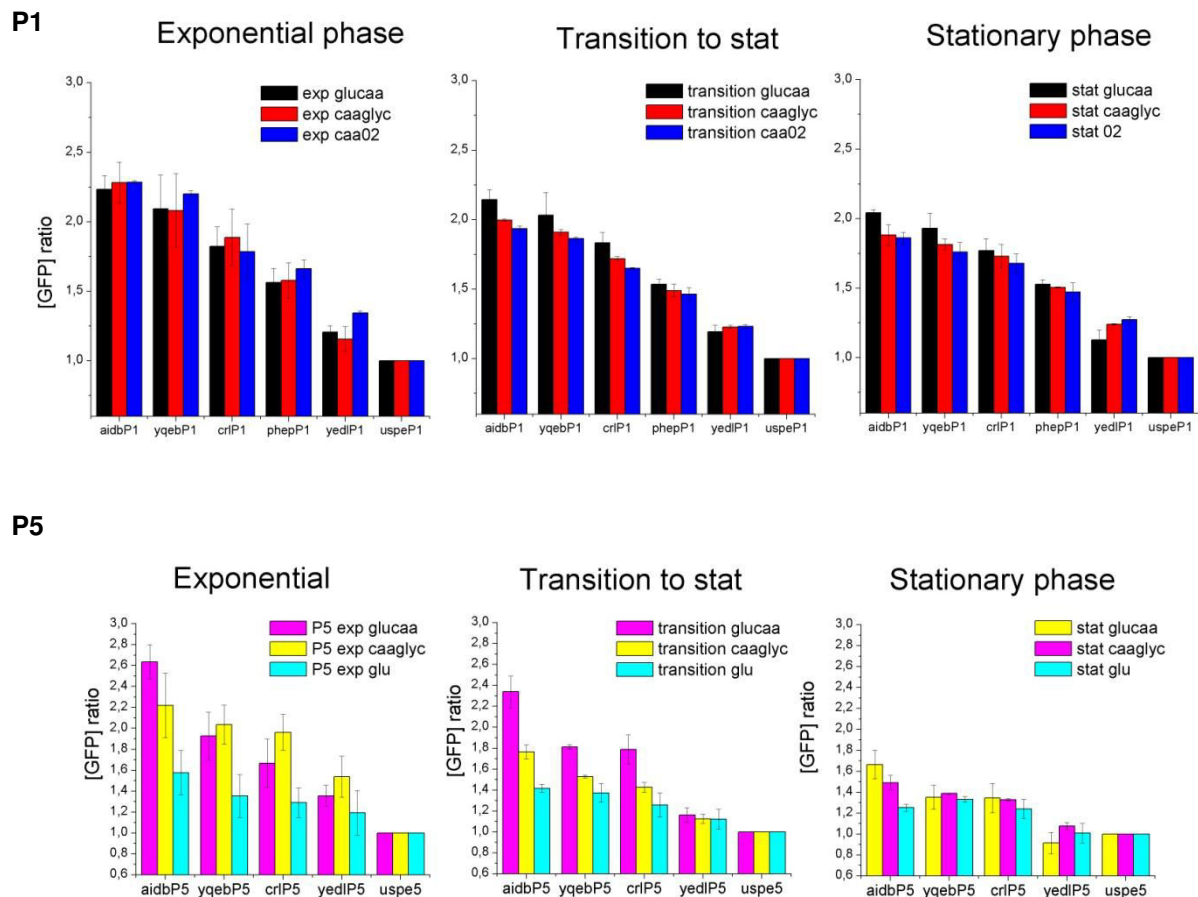 P1
Exponential phase
Transition to stat
Stationary phase
[GFP] ratio
3,0
2,5
2,0
1,5
1,0
exp glucaa
exp caaglyc
exp caa02
aidbP1 yqebP1 crlP1 phepP1 yedlP1 uspeP1
[GFP] ratio
3,0
2,5
2,0
1,5
1,0
transition glucaa
transition caaglyc
transition caa02
aidbP1 yqebP1 crlP1 phepP1 yedlP1 uspeP1
[GFP] ratio
3,0
2,5
2,0
1,5
1,0
stat glucaa
stat caaglyc
stat 02
aidbP1 yqebP1 crlP1 phepP1 yedlP1 uspeP1
P5
Exponential
Transition to stat
Stationary phase
[GFP] ratio
3,0
2,8
2,6
2,4
2,2
2,0
1,8
1,6
1,4
1,2
1,0
0,8
0,6
P5 exp glucaa
P5 exp caaglyc
P5 exp glu
aidbP5 yqebP5 crlP5 yedlP5 uspe5
[GFP] ratio
3,0
2,8
2,6
2,4
2,2
2,0
1,8
1,6
1,4
1,2
1,0
0,8
0,6
transition glucaa
transition caaglyc
transition glu
aidbP5 yqebP5 crlP5 yedlP5 uspe5
[GFP] ratio
3,0
2,8
2,6
2,4
2,2
2,0
1,8
1,6
1,4
1,2
1,0
0,8
0,6
stat glucaa
stat caaglyc
stat glu
aidbP5 yqebP5 crlP5 yedlP5 uspe5